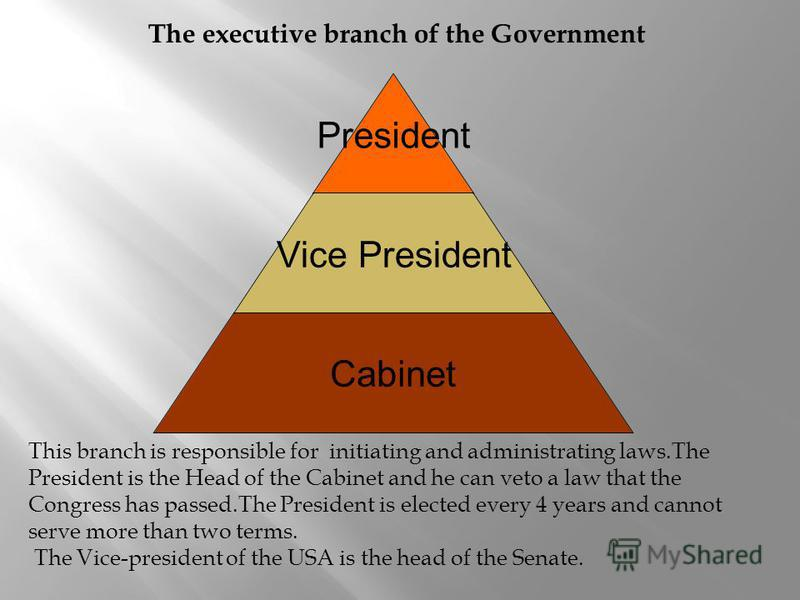 The executive branch of the Government
President
Vice President
Cabinet
This branch is responsible for  initiating and administrating laws.The
President is the Head of the Cabinet and he can veto a law that the
Congress has passed.The President is elected every 4 years and cannot
serve more than two terms.
The Vice-president of the USA is the head of the Senate.
MyShared